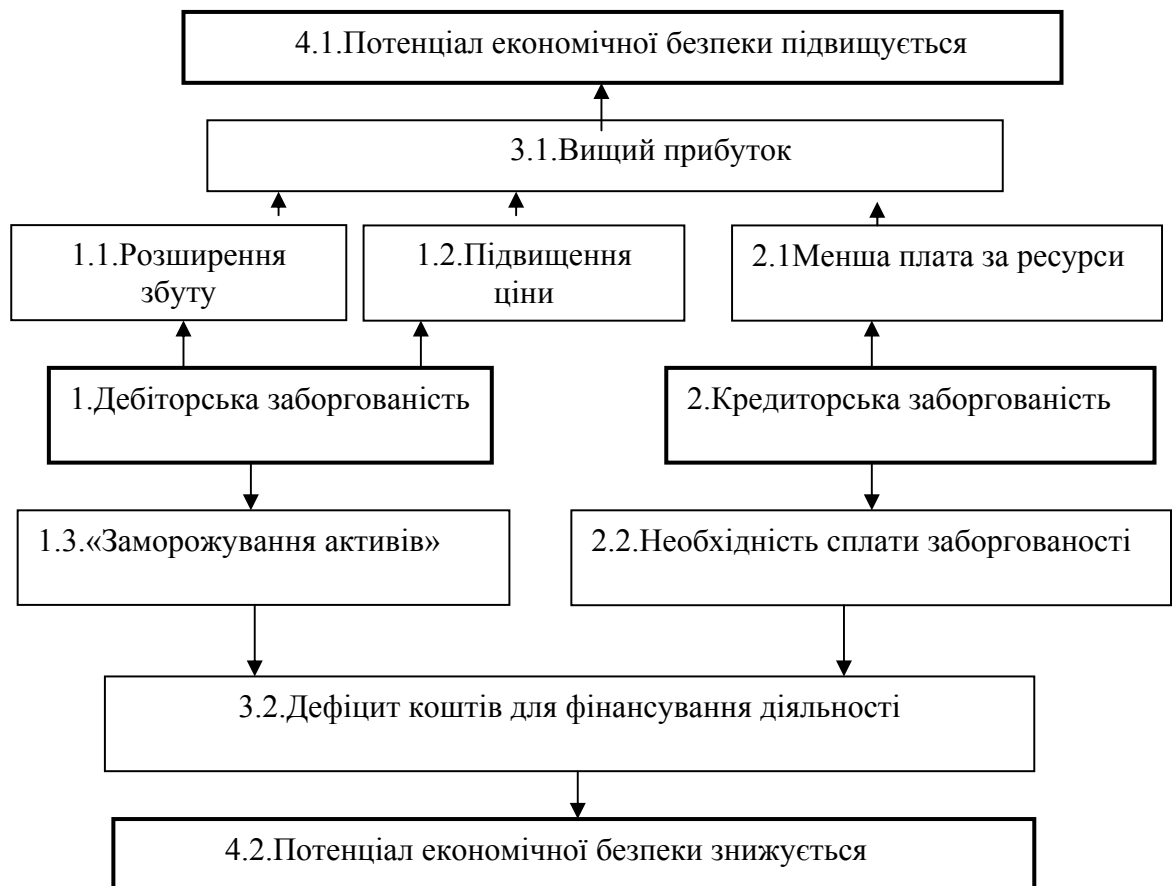 4.1.Потенціал економічної безпеки підвищується
3.1.Вищий прибуток
1.1.Розширення
збуту
1.2.Підвищення
ціни
2.1Менша плата за ресурси
1.Дебіторська заборгованість
2.Кредиторська заборгованість
1.3.«Заморожування активів»
2.2.Необхідність сплати заборгованості
3.2.Дефіцит коштів для фінансування діяльності
4.2.Потенціал економічної безпеки знижується